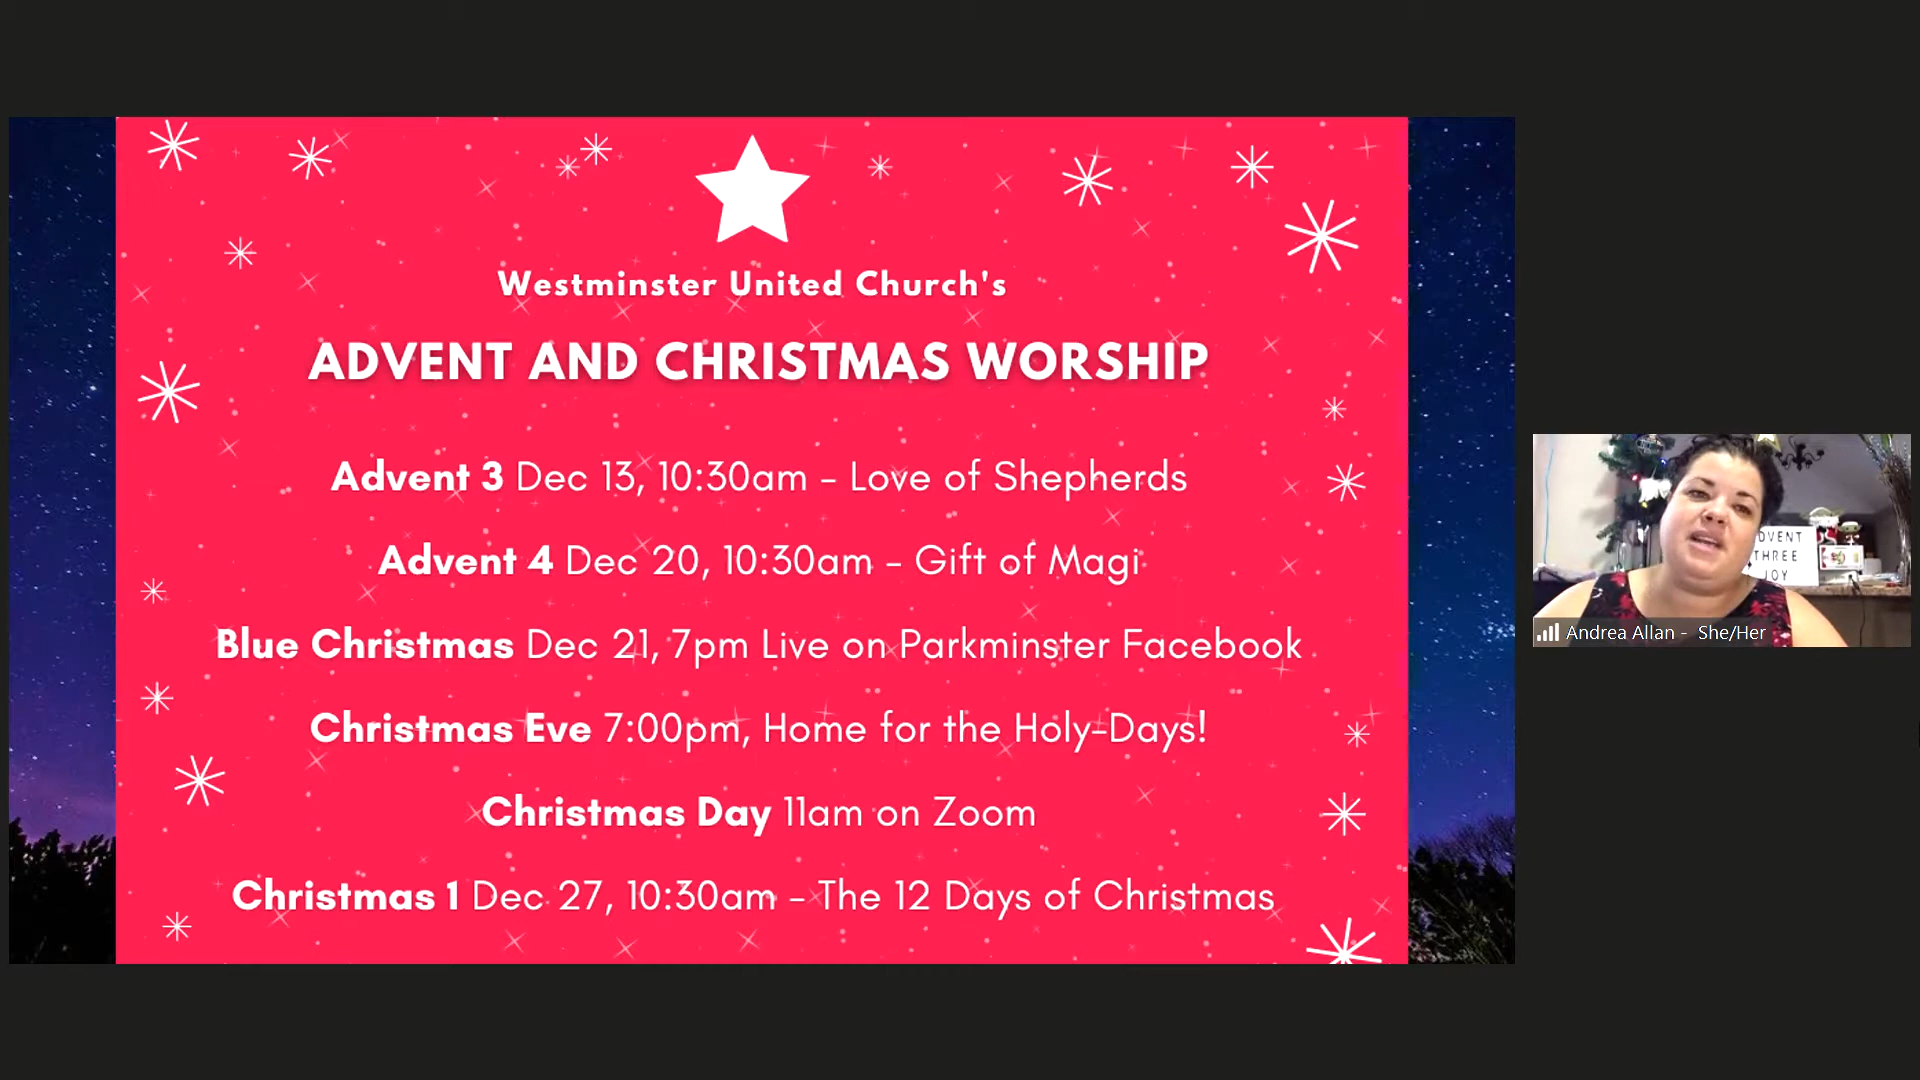 Westminster United Church's
ADVENT AND CHRISTMAS WORSHIP
Advent 3 Dec 13, 10:30am - Love of Shepherds
Advent 4 Dec 20, 10:30am - Gift of Magi
Blue Christmas Dec 21, 7pm Live on Parkminster Facebook
Christmas Eve 7:00pm, Home for the Holy-Days!
Christmas Day 11am on Zoom
Christmas 1 Dec 27, 10:30am - The 12 Days of Christmas
DVENT
THREE
JOY
Andrea Allan - She/Her